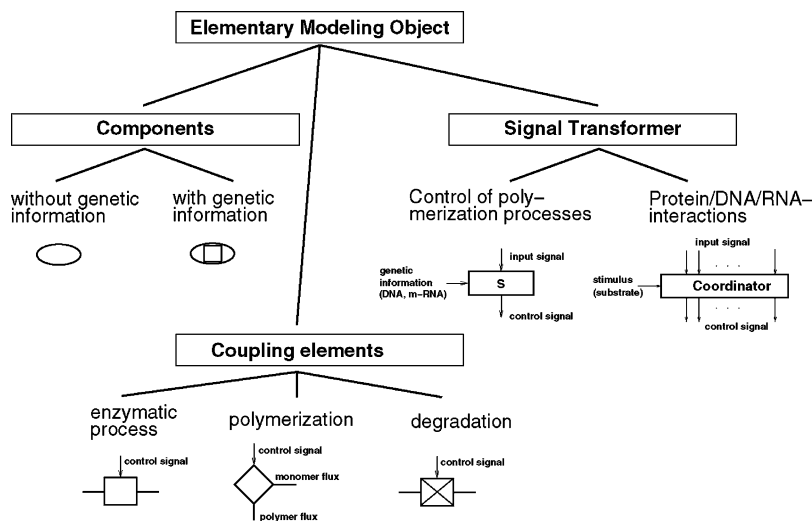 Elementary Modeling Object
Components
Signal Transformer
without genetic
information
with genetic
information
Control of poly−
merization processes
Protein/DNA/RNA−
interactions
input signal
genetic
information
(DNA, m−RNA)
S
control signal
input signal
. . .
stimulus
(substrate)
Coordinator
. . .
control signal
Coupling elements
enzymatic
process
polymerization
degradation
control signal
control signal
monomer flux
polymer flux
control signal